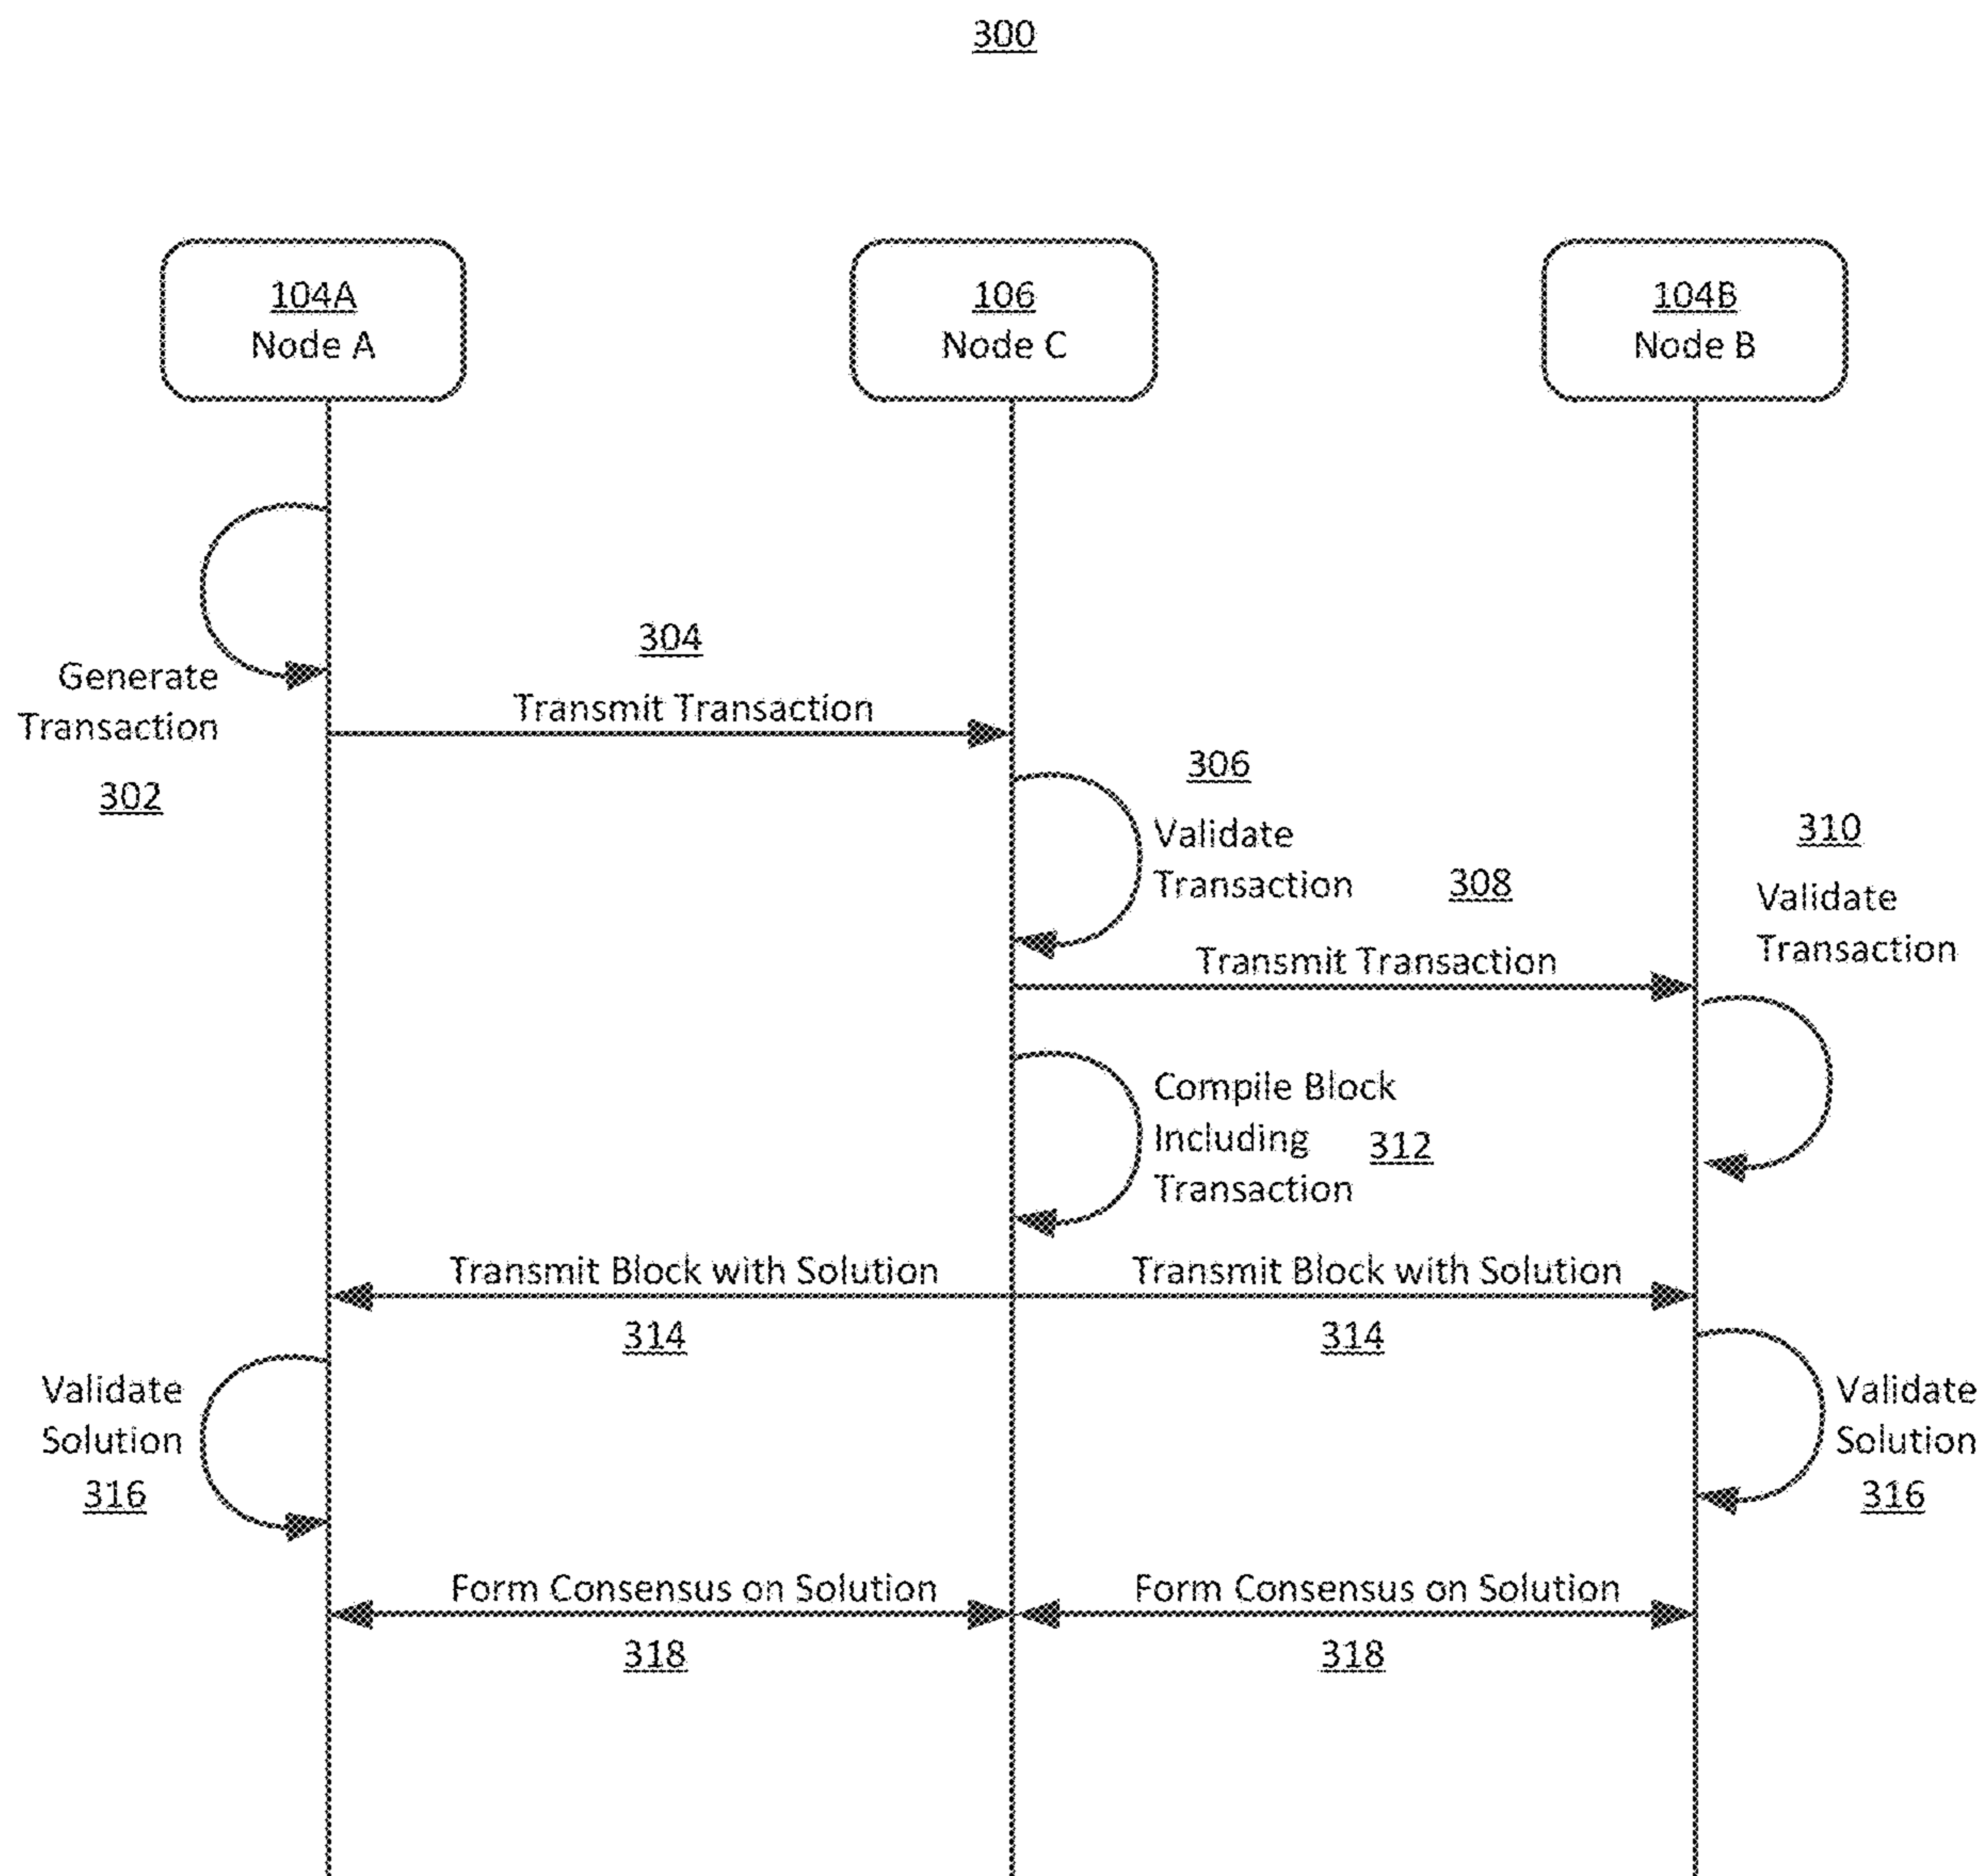 300
104A
Node A
106
Node C
104B
Node B
Generate
Transaction
302
304
Transmit Transaction
306
Validate
Transaction
308
Transmit Transaction
310
Validate
Transaction
Compile Block
Including
Transaction
312
Transmit Block with Solution
314
Transmit Block with Solution
314
Validate
Solution
316
Validate
Solution
316
Form Consensus on Solution
318
Form Consensus on Solution
318